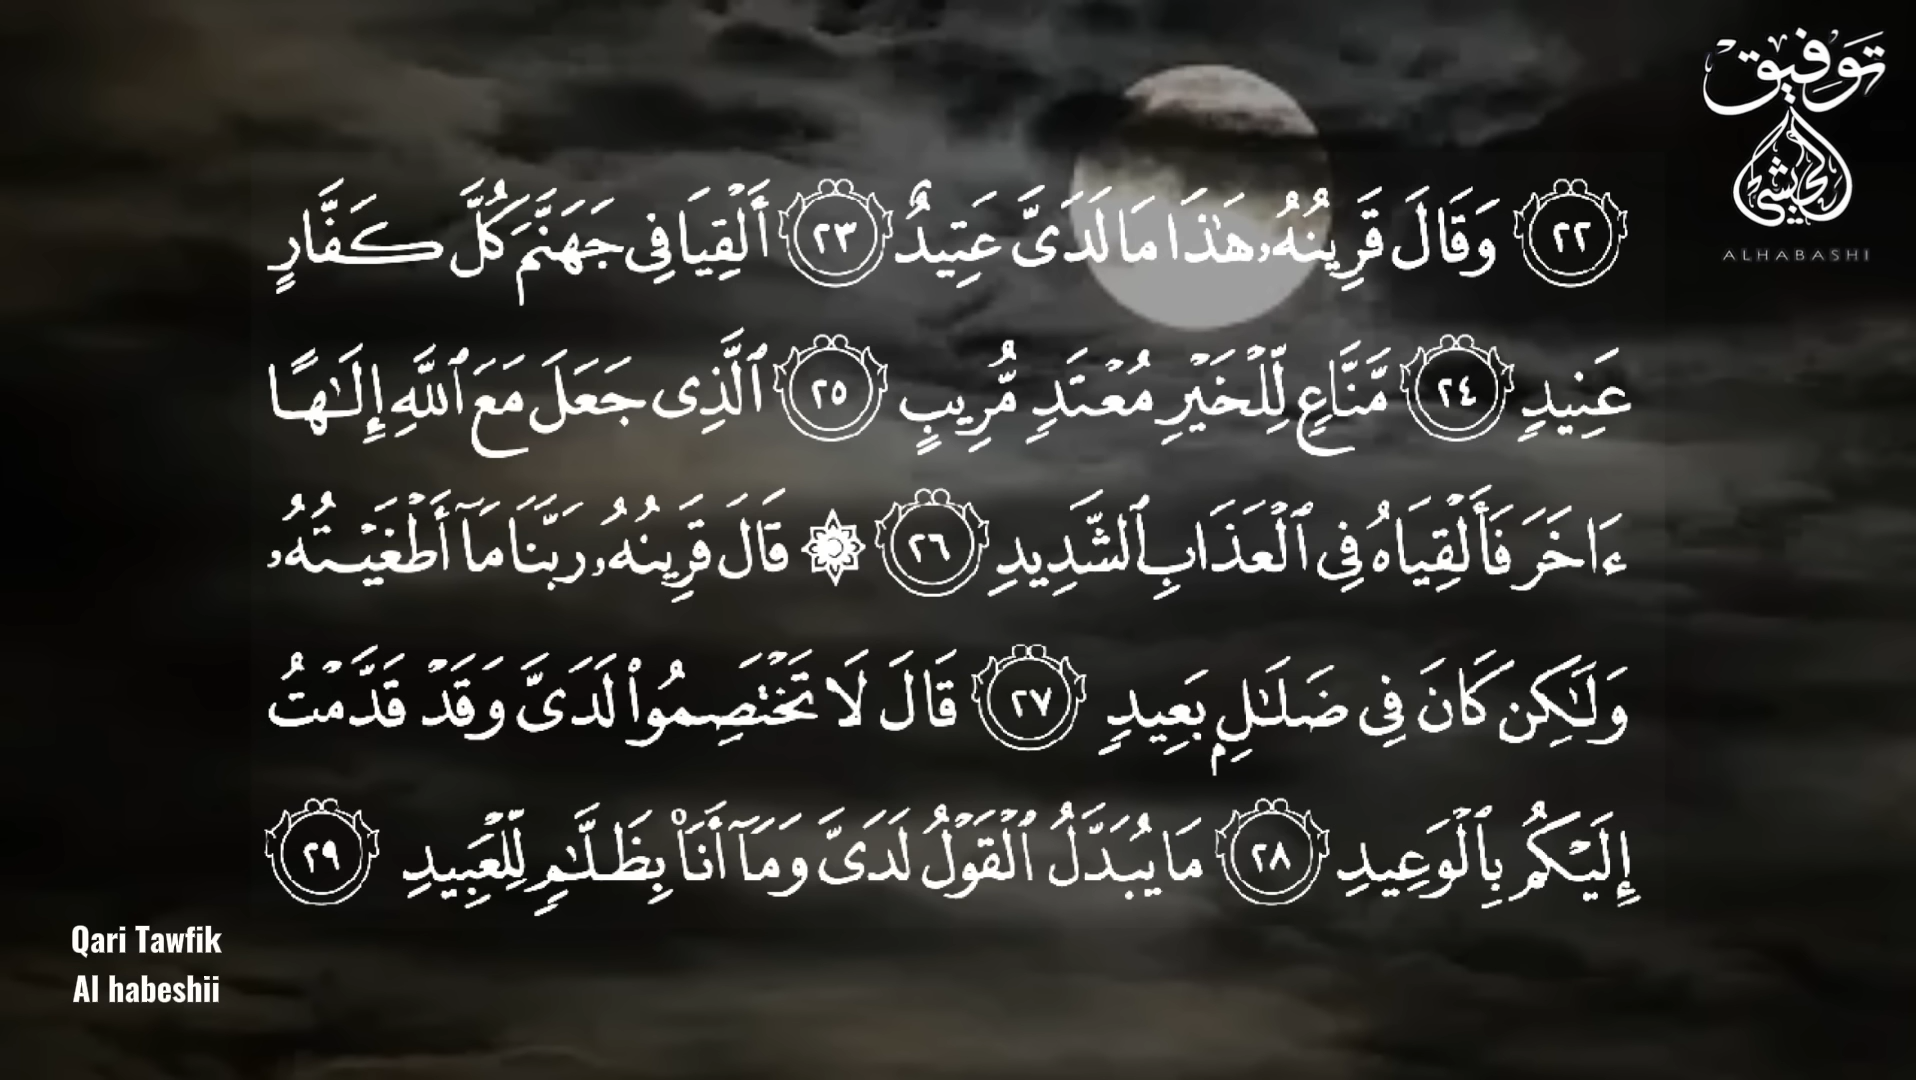 توفيق
الحبشي
ALHABASHI
٢٢ وَقَالَ قَرِينُهُۥ هَٰذَا مَا لَدَىَّ عَتِيدٌ ٢٣ أَلْقِيَا فِى جَهَنَّمَ كُلَّ كَفَّارٍ
عَنِيدٍ ٢٤ مَّنَّاعٍ لِّلْخَيْرِ مُعْتَدٍ مُّرِيبٍ ٢٥ ٱلَّذِى جَعَلَ مَعَ ٱللَّهِ إِلَٰهًا
ءَاخَرَ فَأَلْقِيَاهُ فِى ٱلْعَذَابِ ٱلشَّدِيدِ ٢٦ ۞ قَالَ قَرِينُهُۥ رَبَّنَا مَآ أَطْغَيْتُهُۥ
وَلَٰكِن كَانَ فِى ضَلَٰلٍۭ بَعِيدٍ ٢٧ قَالَ لَا تَخْتَصِمُوا۟ لَدَىَّ وَقَدْ قَدَّمْتُ
إِلَيْكُم بِٱلْوَعِيدِ ٢٨ مَا يُبَدَّلُ ٱلْقَوْلُ لَدَىَّ وَمَآ أَنَا۠ بِظَلَّٰمٍ لِّلْعَبِيدِ ٢٩
Qari Tawfik
Al habeshii